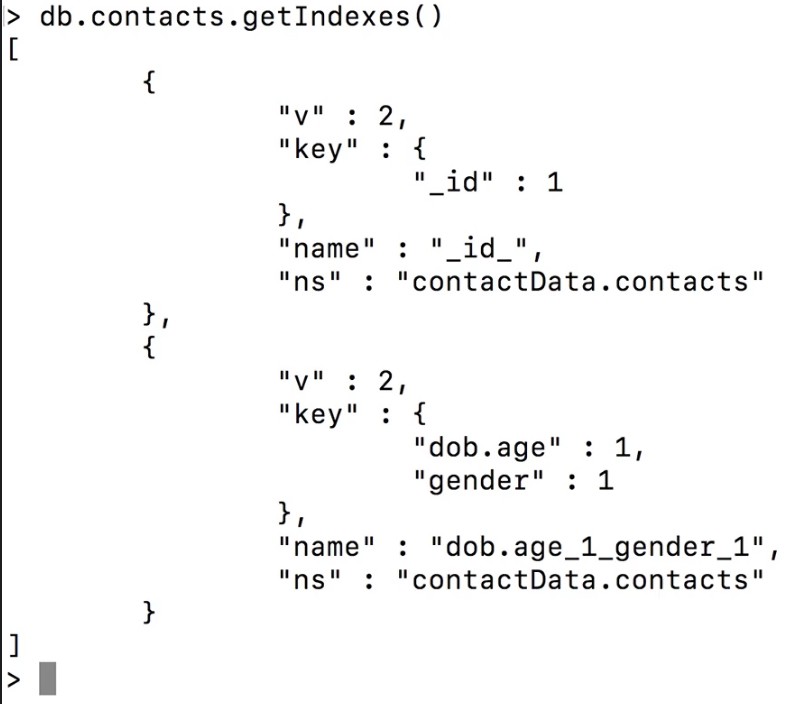 > db.contacts.getIndexes()
[
{
"v" : 2,
"key" : {
"_id" : 1
},
"name" : "_id_",
"ns" : "contactData.contacts"
},
{
"v" : 2,
"key" : {
"dob.age" : 1,
"gender" : 1
},
"name" : "dob.age_1_gender_1",
"ns" : "contactData.contacts"
}
]
>